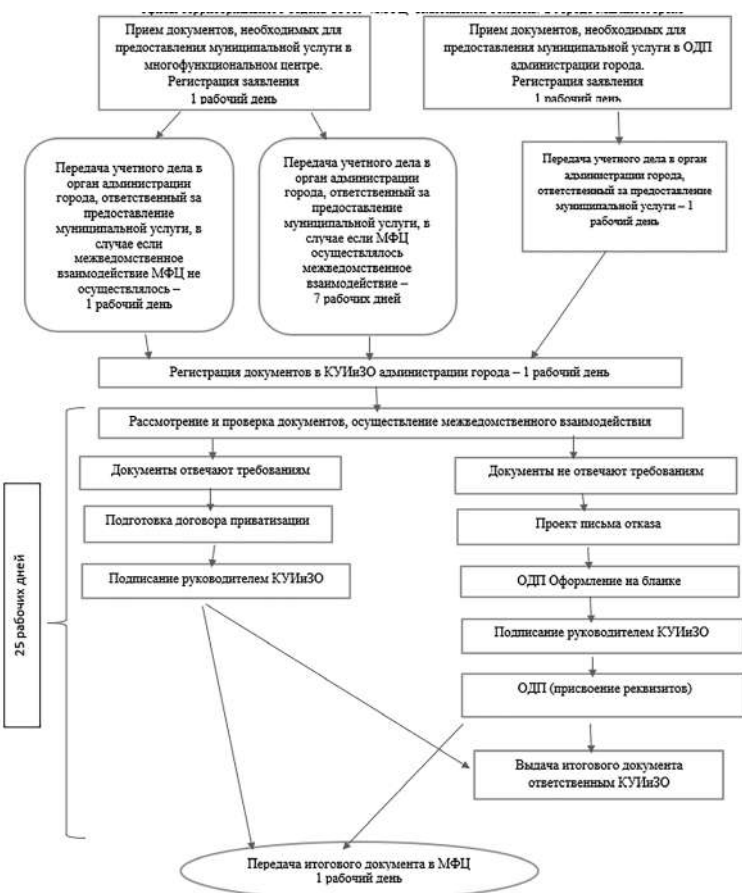 Прием документов, необходимых для
предоставления муниципальной услуги в
многофункциональном центре.
Регистрация заявления
1 рабочий день
Прием документов, необходимых для
предоставления муниципальной услуги в ОДП
администрации города.
Регистрация заявления
1 рабочий день
Передача учетного дела в
орган администрации
города, ответственный за
предоставление
муниципальной услуги, в
случае если
межведомственное
взаимодействие МФЦ не
осуществлялось –
1 рабочий день
Передача учетного дела в
орган администрации
города, ответственный за
предоставление
муниципальной услуги, в
случае если МФЦ
осуществлялось
межведомственное
взаимодействие –
7 рабочих дней
Передача учетного дела в орган
администрации города,
ответственный за предоставление
муниципальной услуги – 1
рабочий день
Регистрация документов в КУИиЗО администрации города – 1 рабочий день
Рассмотрение и проверка документов, осуществление межведомственного взаимодействия
Документы отвечают требованиям
Документы не отвечают требованиям
Подготовка договора приватизации
Проект письма отказа
Подписание руководителем КУИиЗО
ОДП Оформление на бланке
Подписание руководителем КУИиЗО
ОДП (присвоение реквизитов)
Выдача итогового документа
ответственным КУИиЗО
25 рабочих дней
Передача итогового документа в МФЦ
1 рабочий день